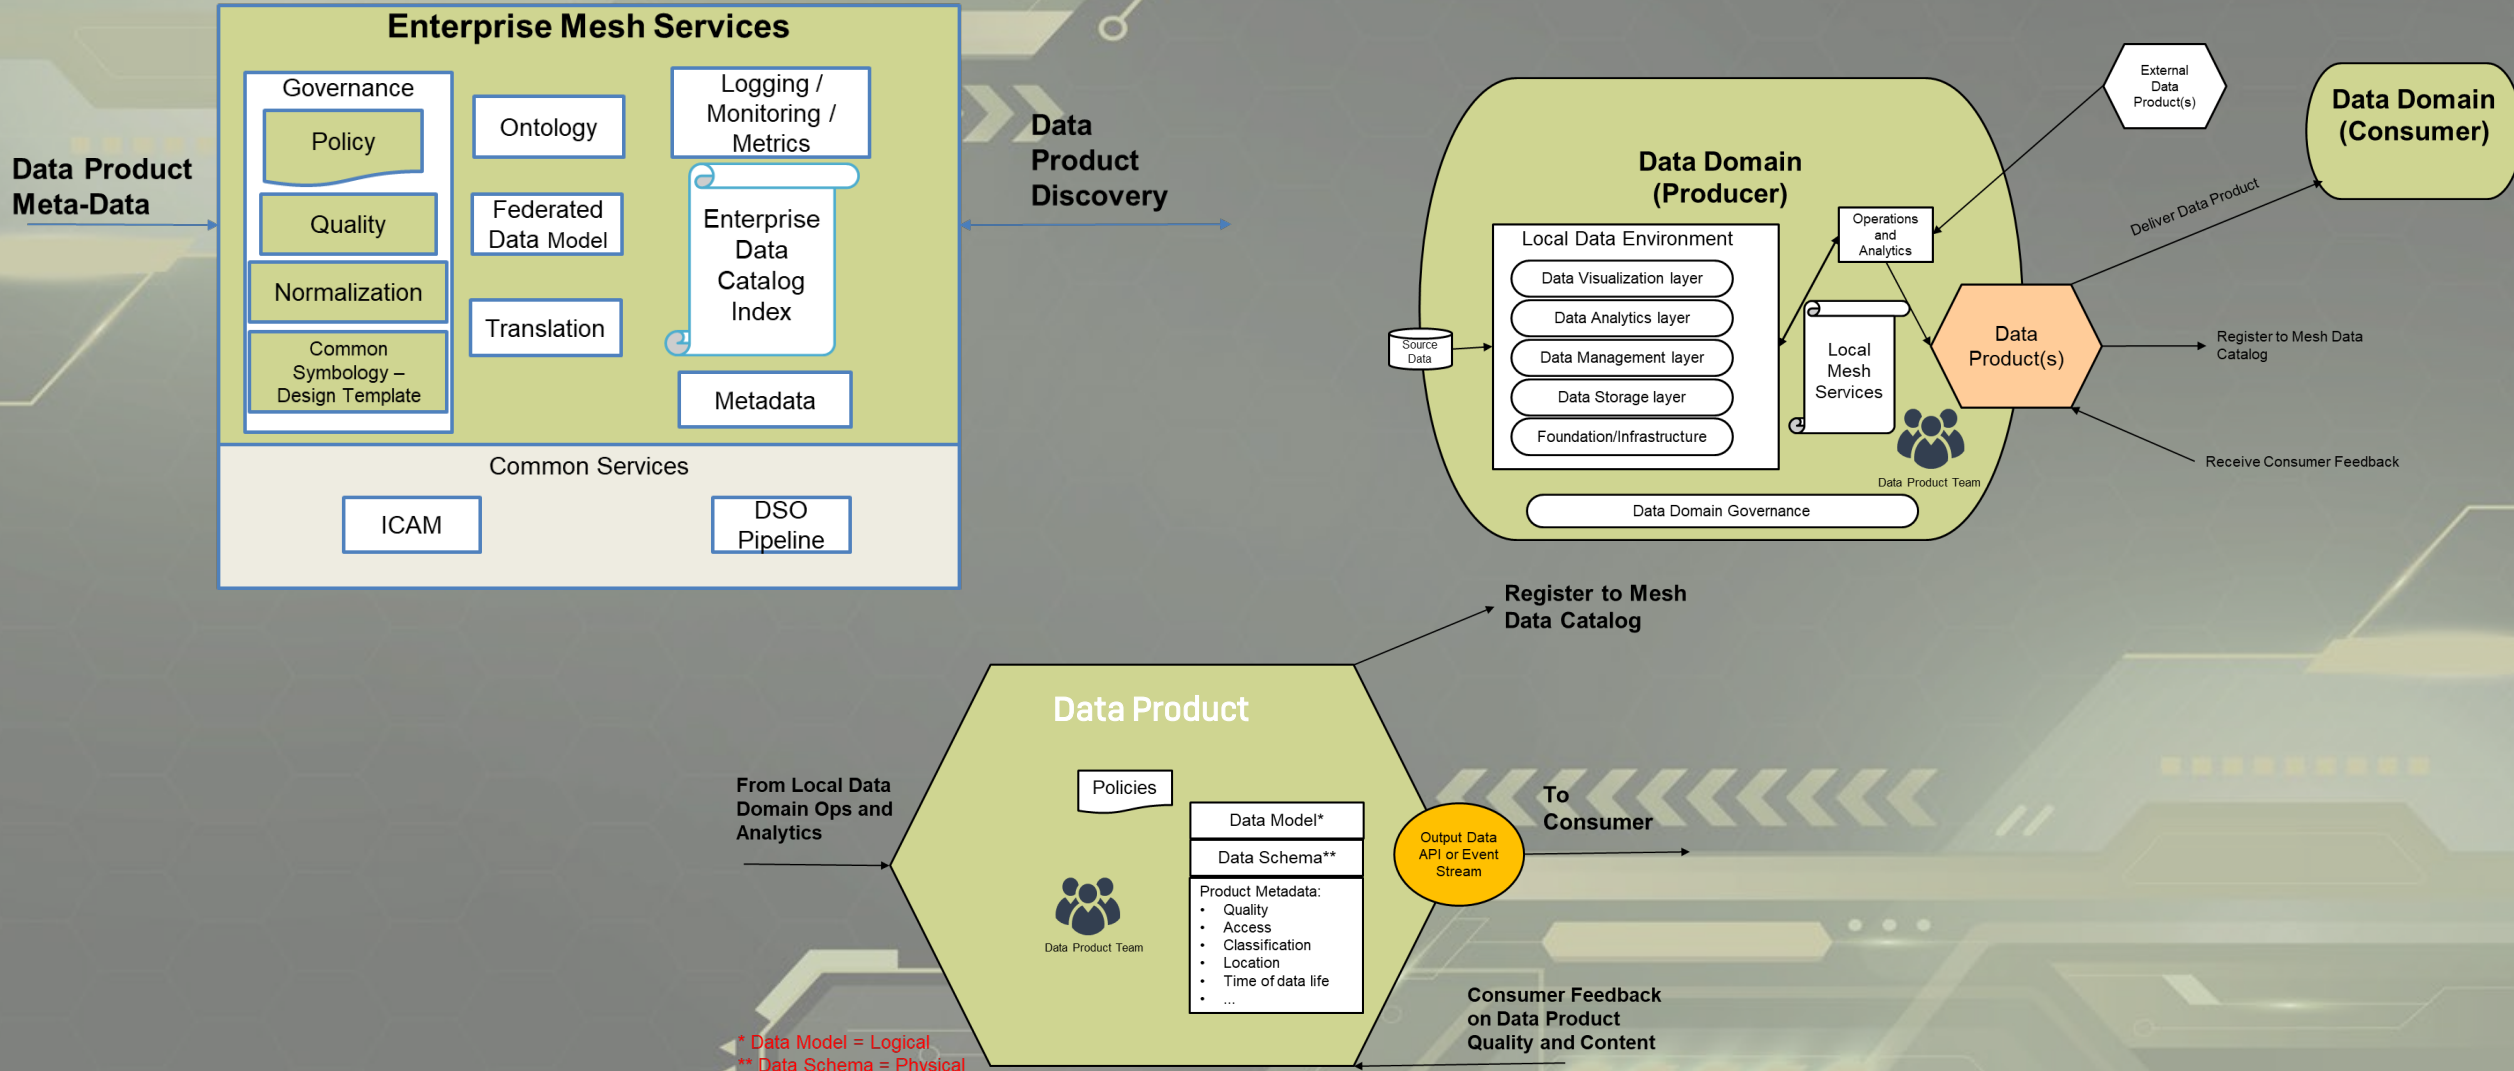 Enterprise Mesh Services
Governance
Policy
Quality
Normalization
Common
Symbology –
Design Template
Ontology
Federated
Data Model
Translation
Logging /
Monitoring /
Metrics
Enterprise
Data
Catalog
Index
Metadata
Common Services
ICAM
DSO
Pipeline
Data Product
Meta-Data
Data
Product
Discovery
Data Domain
(Producer)
Source
Data
Local Data Environment
Data Visualization layer
Data Analytics layer
Data Management layer
Data Storage layer
Foundation/Infrastructure
Operations
and
Analytics
Local
Mesh
Services
Data Product Team
Data Domain Governance
External
Data
Product(s)
Data Domain
(Consumer)
Deliver Data Product
Data
Product(s)
Register to Mesh Data
Catalog
Receive Consumer Feedback
Register to Mesh
Data Catalog
Data Product
From Local Data
Domain Ops and
Analytics
Policies
Data Model*
Data Schema**
Product Metadata:
• Quality
• Access
• Classification
• Location
• Time of data life
• ...
Data Product Team
Output Data
API or Event
Stream
To
Consumer
Consumer Feedback
on Data Product
Quality and Content
* Data Model = Logical
** Data Schema = Physical